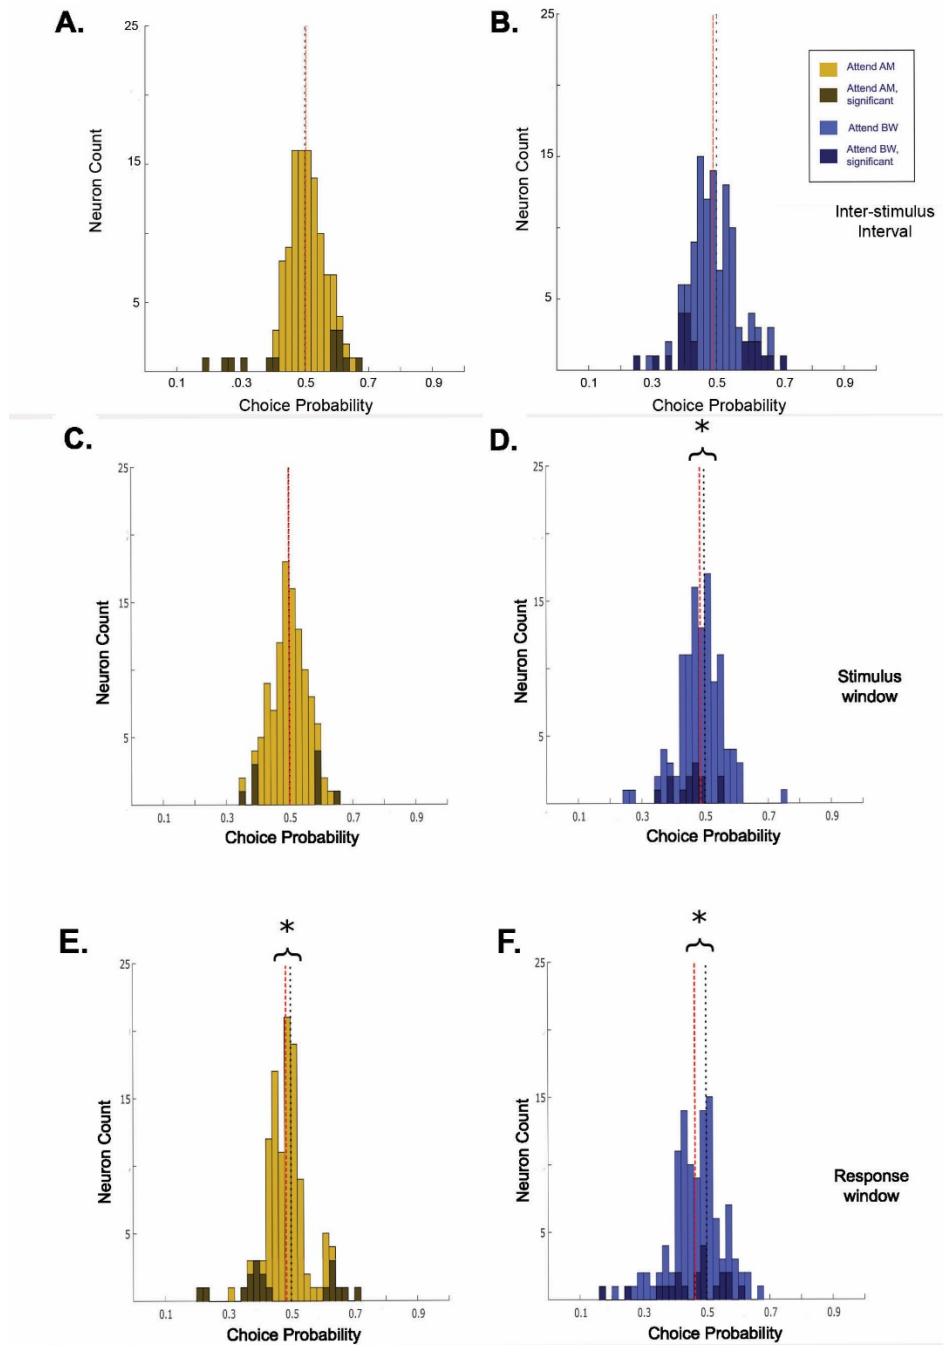 A.
25
15
5
Neuron Count
0.1
.0.3
0.5
0.7
0.9
Choice Probability
B.
25
15
5
Neuron Count
0.1
0.3
0.5
0.7
0.9
Choice Probability
Attend AM
Attend AM,
significant
Attend BW
Attend BW,
significant
Inter-stimulus
Interval
C.
25
15
5
Neuron Count
0.1
0.3
0.5
0.7
0.9
Choice Probability
D.
*
25
15
5
Neuron Count
0.1
0.3
0.5
0.7
0.9
Choice Probability
Stimulus
window
E.
*
25
15
5
Neuron Count
0.1
0.3
0.5
0.7
0.9
Choice Probability
F.
*
25
15
5
Neuron Count
0.1
0.3
0.5
0.7
0.9
Choice Probability
Response
window